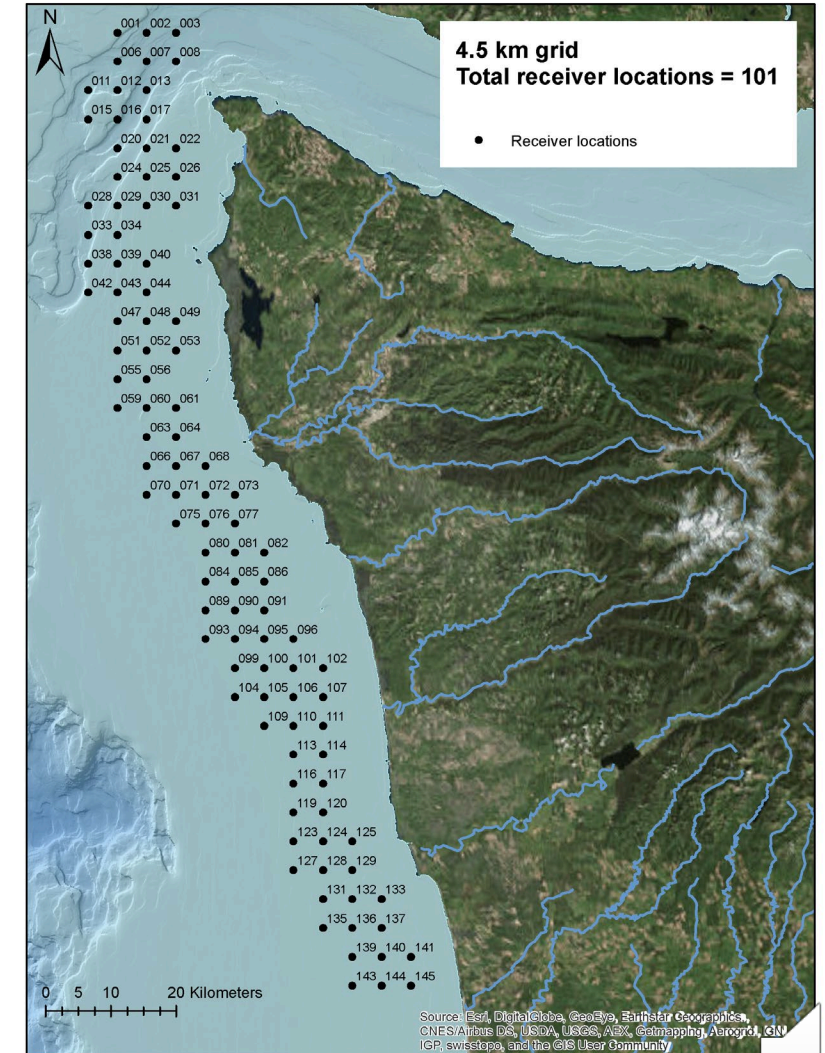 N
4.5 km grid
Total receiver locations = 101
Receiver locations
001 002 003
006 007 008
011 012 013
015 016 017
020 021 022
024 025 026
028 029 030 031
033 034
038 039 040
042 043 044
047 048 049
051 052 053
055 056
059 060 061
063 064
066 067 068
070 071 072 073
075 076 077
080 081 082
084 085 086
089 090 091
093 094 095 096
099 100 101 102
104 105 106 107
109 110 111
113 114
116 117
119 120
123 124 125
127 128 129
131 132 133
135 136 137
139 140 141
143 144 145
0 5 10 20 Kilometers
Source: Esri, DigitalGlobe, GeoEye, Earthstar Geographics,
CNES/Airbus DS, USDA, USGS, AEX, Getmapping, Aerogrid, IGN,
IGP, swisstopo, and the GIS User Community